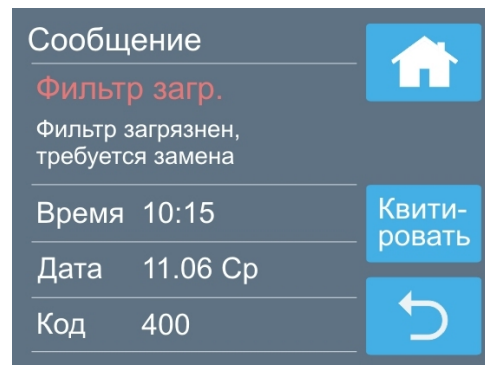 Сообщение
Фильтр загр.
Фильтр загрязнен,
требуется замена
Время 10:15
Дата 11.06 Ср
Код 400
Квити-
ровать